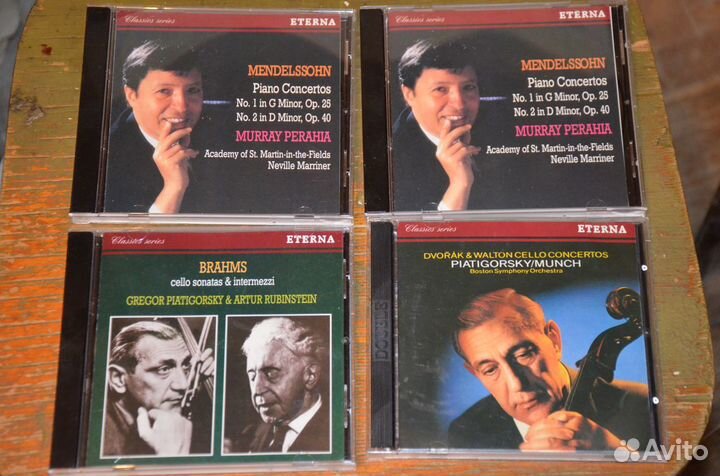 Classics series
ETERNA
MENDELSSOHN
Piano Concertos
No. 1 in G Minor, Op. 25
No. 2 in D Minor, Op. 40
MURRAY PERAHIA
Academy of St. Martin-in-the-Fields
Neville Marriner
Classics series
ETERNA
MENDELSSOHN
Piano Concertos
No. 1 in G Minor, Op. 25
No. 2 in D Minor, Op. 40
MURRAY PERAHIA
Academy of St. Martin-in-the-Fields
Neville Marriner
Classics series
ETERNA
BRAHMS
cello sonatas & intermezzi
GREGOR PIATIGORSKY & ARTUR RUBINSTEIN
Classics series
ETERNA
DVOŘÁK & WALTON CELLO CONCERTOS
PIATIGORSKY/MUNCH
Boston Symphony Orchestra
Avito